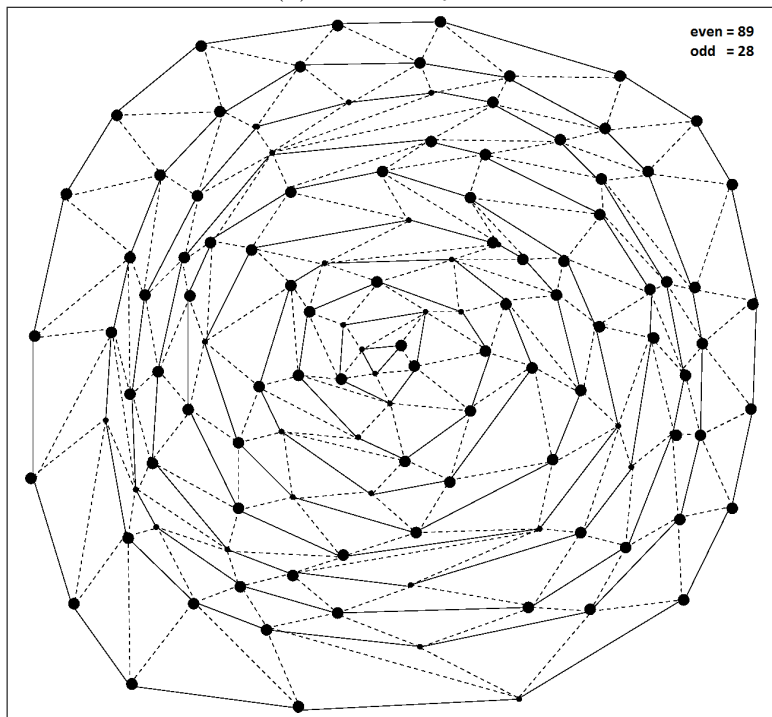 even = 89
odd = 28